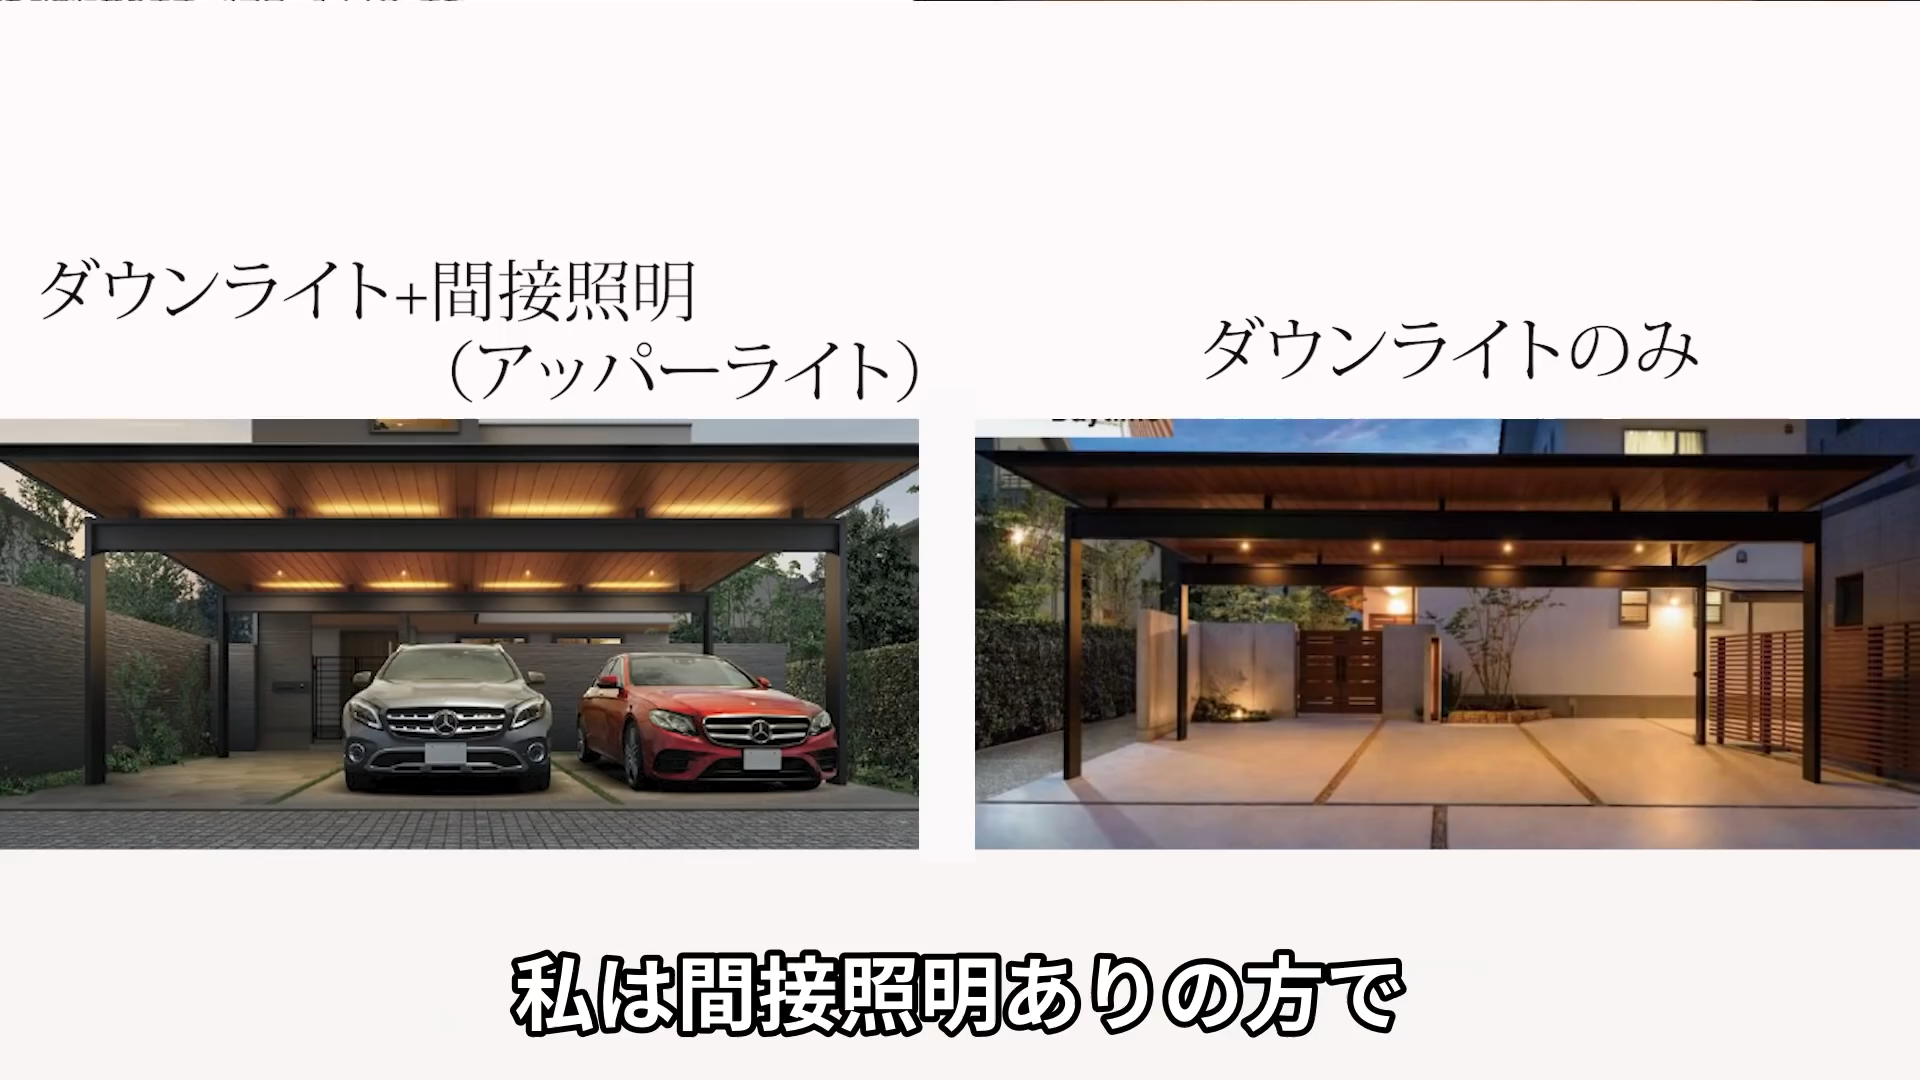 ダウンライト+間接照明
(アッパーライト)
ダウンライトのみ
私は間接照明ありの方で